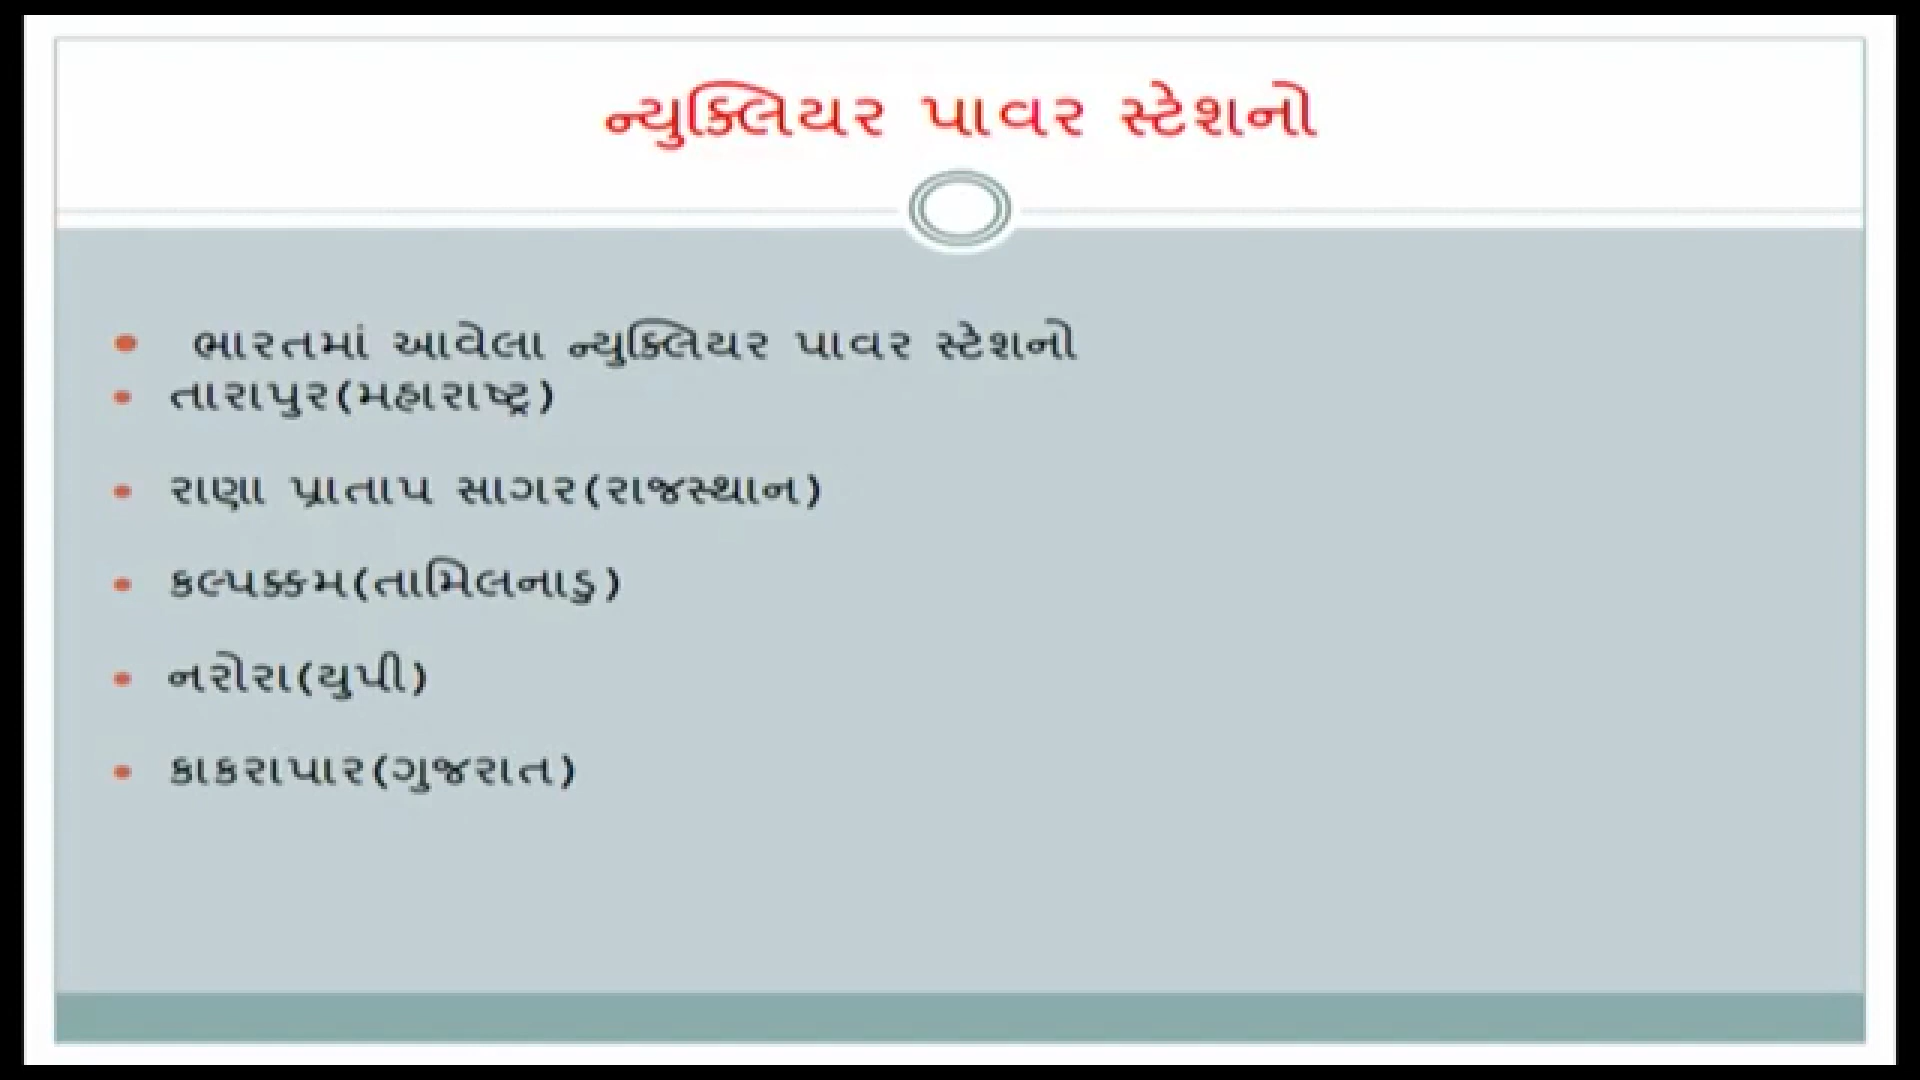 ન્યુક્લિયર પાવર સ્ટેશનો
ભારતમાં આવેલા ન્યુક્લિયર પાવર સ્ટેશનો
તારાપુર(મહારાષ્ટ્ર)
રાણા પ્રાતાપ સાગર(રાજસ્થાન)
કલ્પક્કમ(તામિલનાડુ)
નરોરા(યુપી)
કાકરાપાર(ગુજરાત)